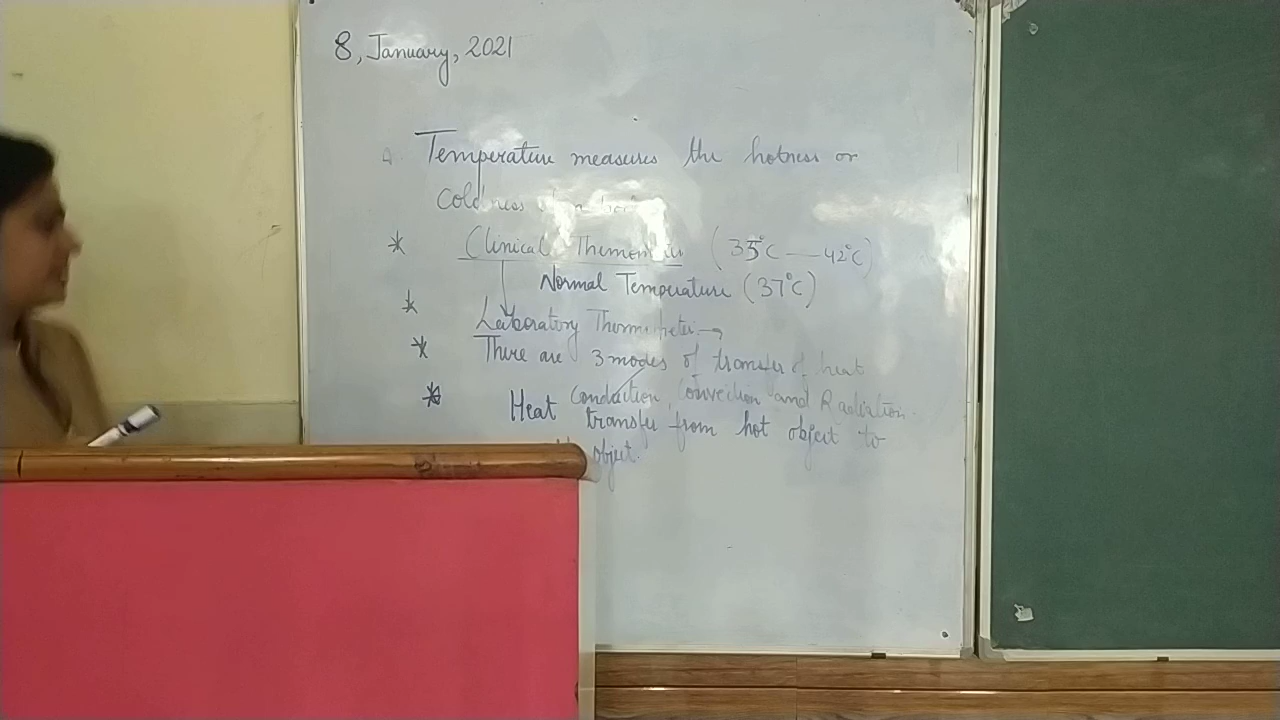 8, January, 2021
Temperature measures the hotness or
Coldness
* Clinical Thermometer (35°C — 42°C)
Normal Temperature (37°C)
* Laboratory Thermometer →
* There are 3 modes of transfer of heat
Conduction, Convection and Radiation.
* Heat transfer from hot object to
object.